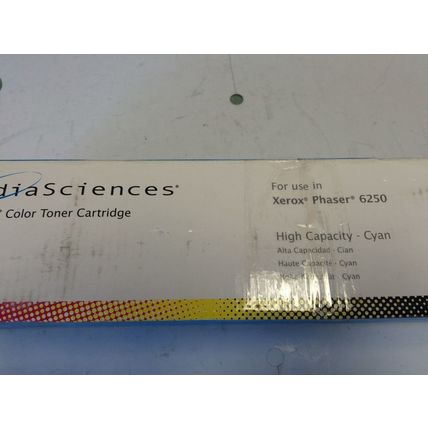 diaSciences®
Color Toner Cartridge
For use in
Xerox® Phaser® 6250
High Capacity - Cyan
Alta Capacidad - Cian
Haute Capacité - Cyan
- Cyan